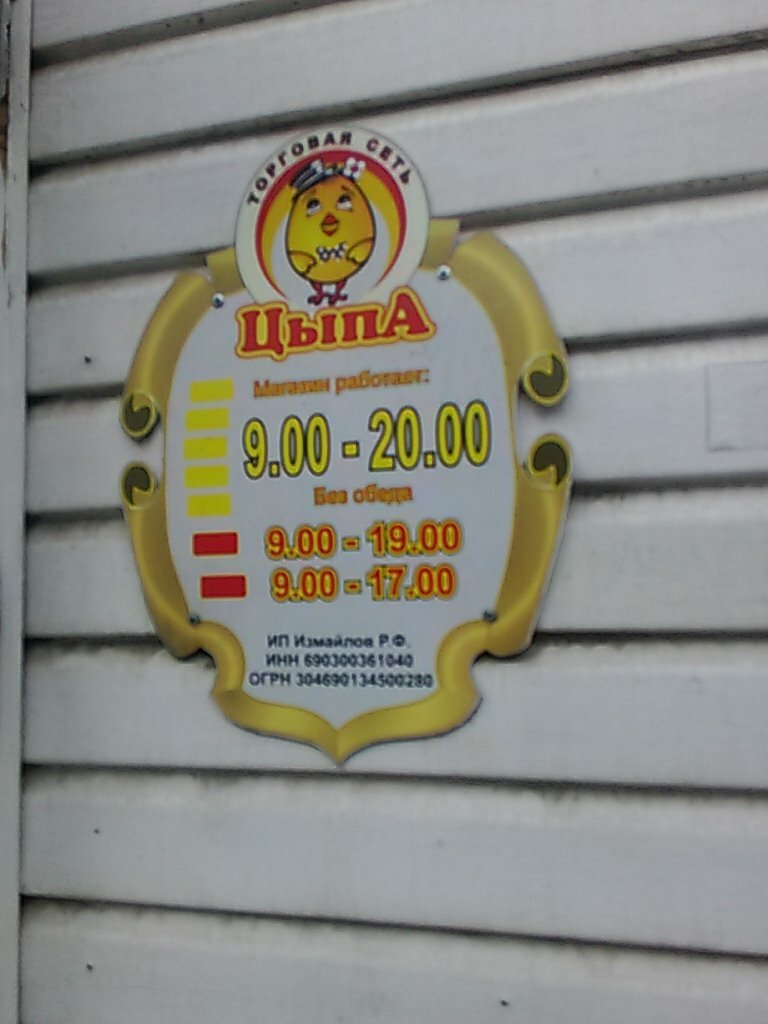 ТОРГОВАЯ СЕТЬ
ЦЫПА
Магазин работает:
9.00 - 20.00
Без обеда
9.00 - 19.00
9.00 - 17.00
ИП Измайлов Р.Ф.
ИНН 690300361040
ОГРН 304690134500280